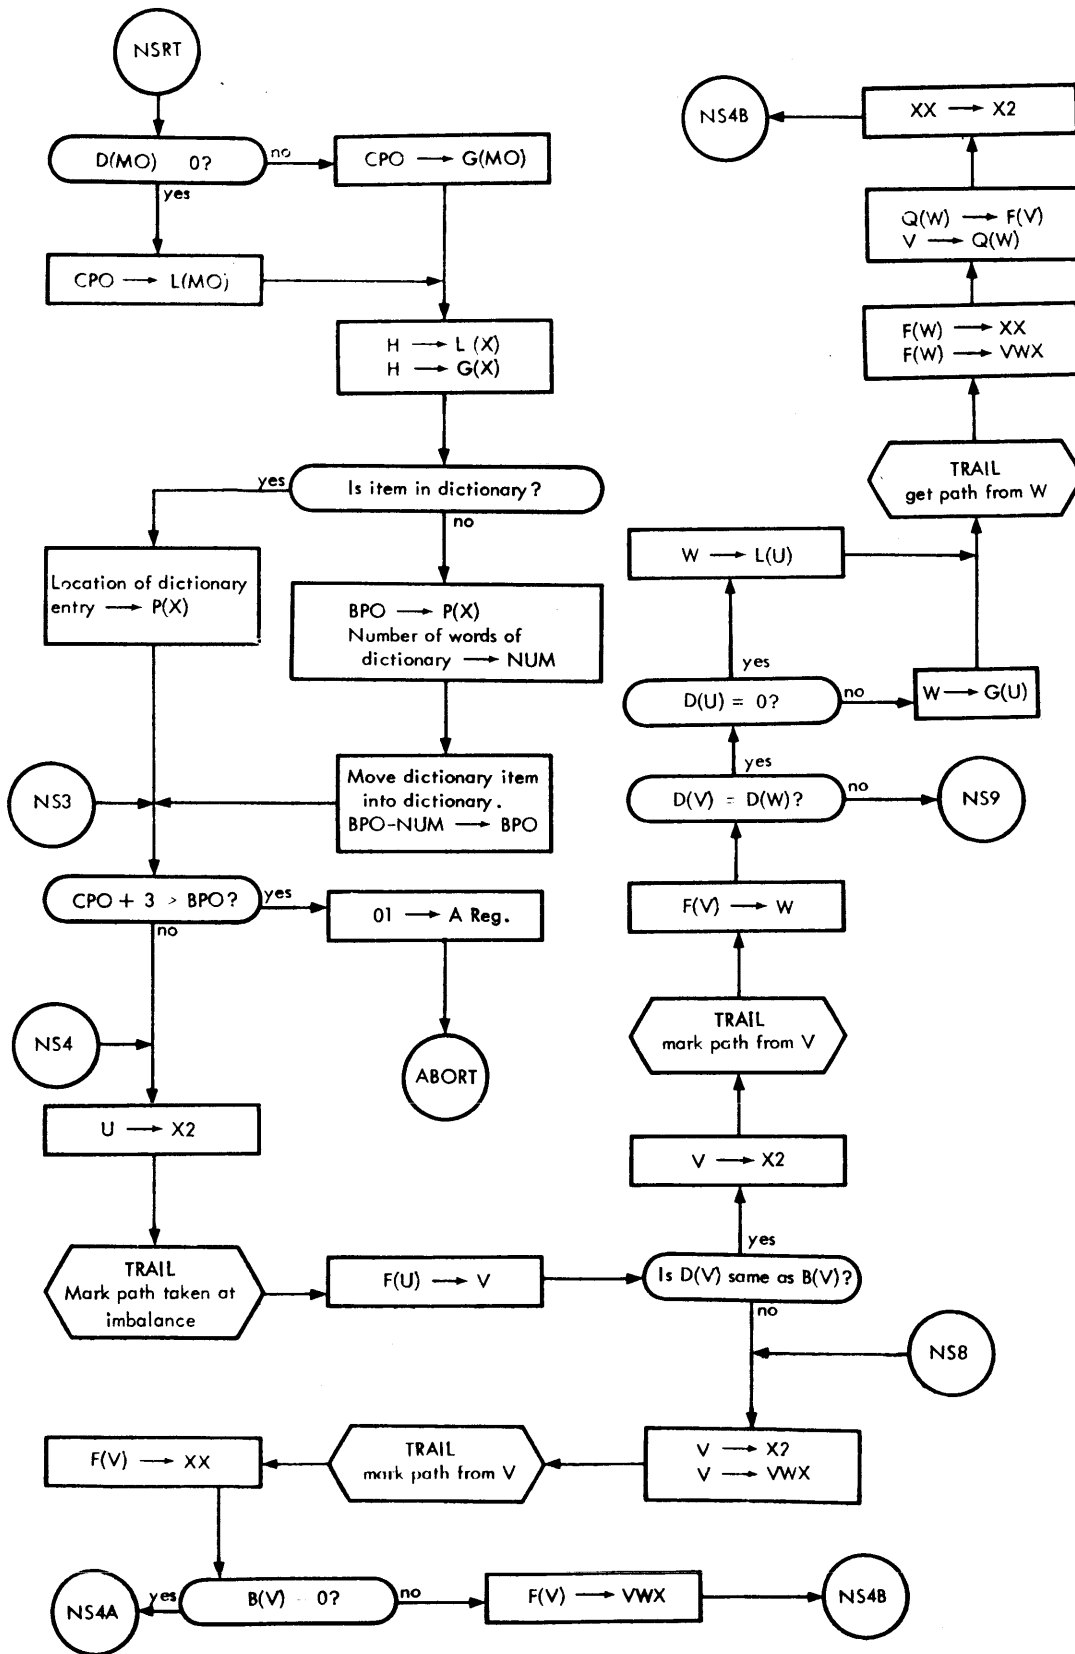 NSRT
D(MO) 0?
no
yes
CPO → G(MO)
CPO → L(MO)
H → L(X)
H → G(X)
Is item in dictionary?
yes
no
Location of dictionary
entry → P(X)
BPO → P(X)
Number of words of
dictionary → NUM
Move dictionary item
into dictionary.
BPO-NUM → BPO
NS3
CPO + 3 > BPO?
yes
no
01 → A Reg.
ABORT
NS4
U → X2
TRAIL
Mark path taken at
imbalance
F(U) → V
Is D(V) same as B(V)?
yes
no
NS8
V → X2
V → VWX
TRAIL
mark path from V
F(V) → XX
B(V) 0?
yes
no
NS4A
F(V) → VWX
NS4B
V → X2
TRAIL
mark path from V
F(V) → W
D(V) = D(W)?
no
yes
NS9
D(U) = 0?
no
yes
W → G(U)
W → L(U)
TRAIL
get path from W
F(W) → XX
F(W) → VWX
Q(W) → F(V)
V → Q(W)
XX → X2
NS4B